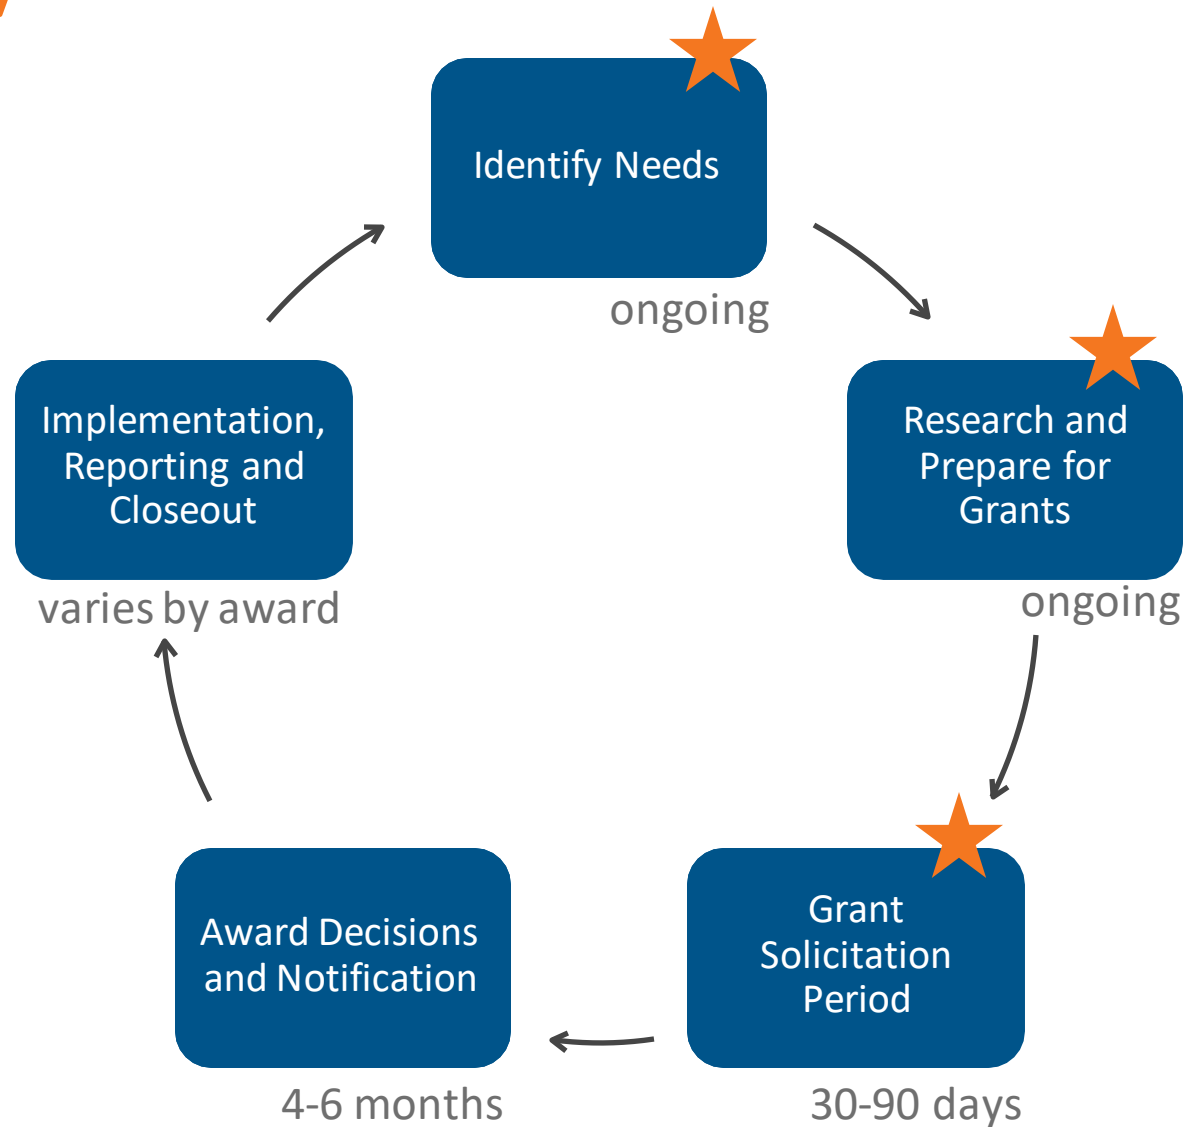 Identify Needs
ongoing
Research and
Prepare for
Grants
ongoing
Grant
Solicitation
Period
30-90 days
Award Decisions
and Notification
4-6 months
Implementation,
Reporting and
Closeout
varies by award